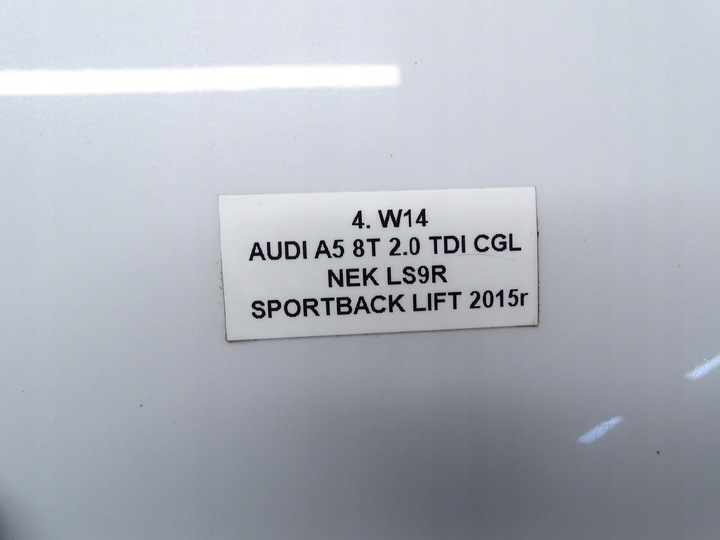 4. W14
AUDI A5 8T 2.0 TDI CGL
NEK LS9R
SPORTBACK LIFT 2015r